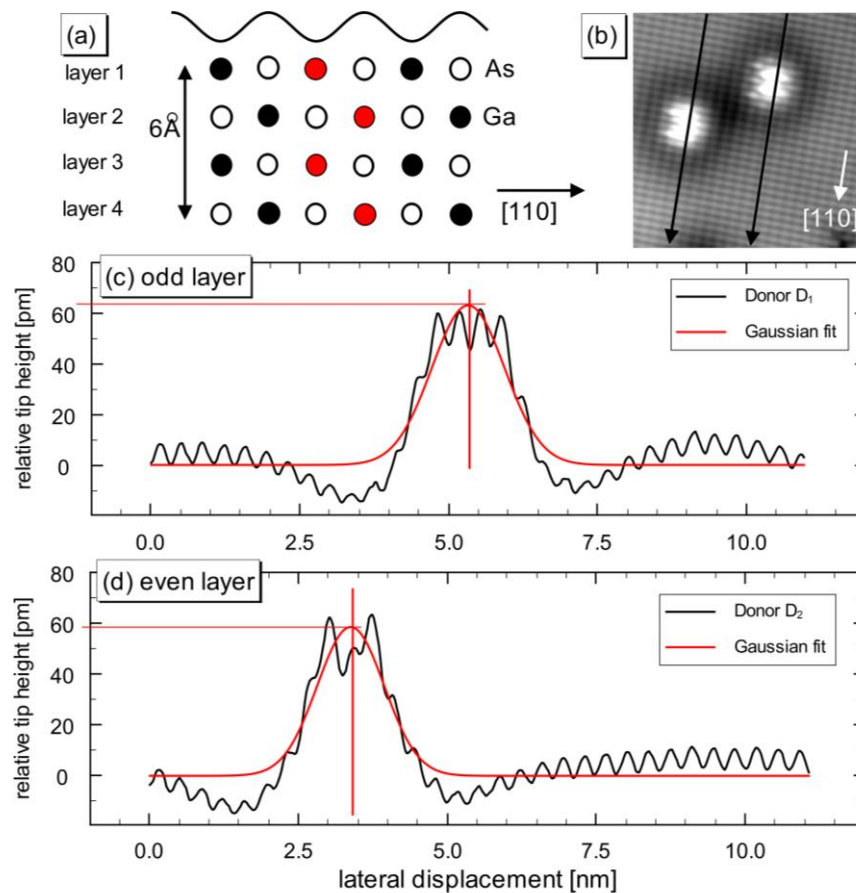 (a)
layer 1
As
layer 2
Ga
6Å
layer 3
layer 4
[110]
(b)
[110]
(c) odd layer
Donor D₁
Gaussian fit
relative tip height [pm]
80
60
40
20
0
0.0 2.5 5.0 7.5 10.0
(d) even layer
Donor D₂
Gaussian fit
relative tip height [pm]
80
60
40
20
0
0.0 2.5 5.0 7.5 10.0
lateral displacement [nm]